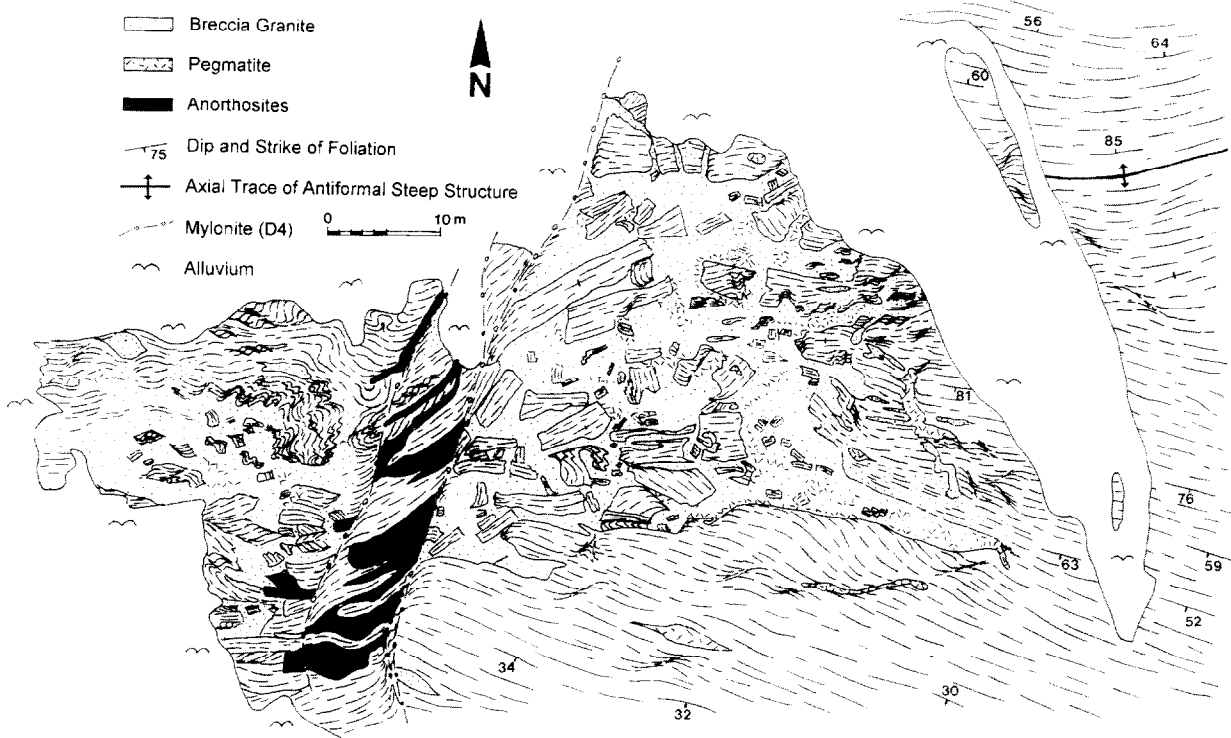 Breccia Granite
Pegmatite
Anorthosites
75 Dip and Strike of Foliation
Axial Trace of Antiformal Steep Structure
Mylonite (D4)
0 10 m
Alluvium
N
56
64
60
85
81
76
63
59
52
34
30
32